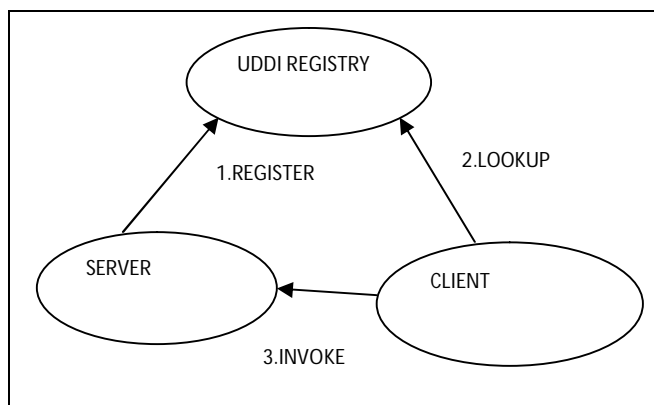 UDDI REGISTRY
1.REGISTER
2.LOOKUP
SERVER
CLIENT
3.INVOKE